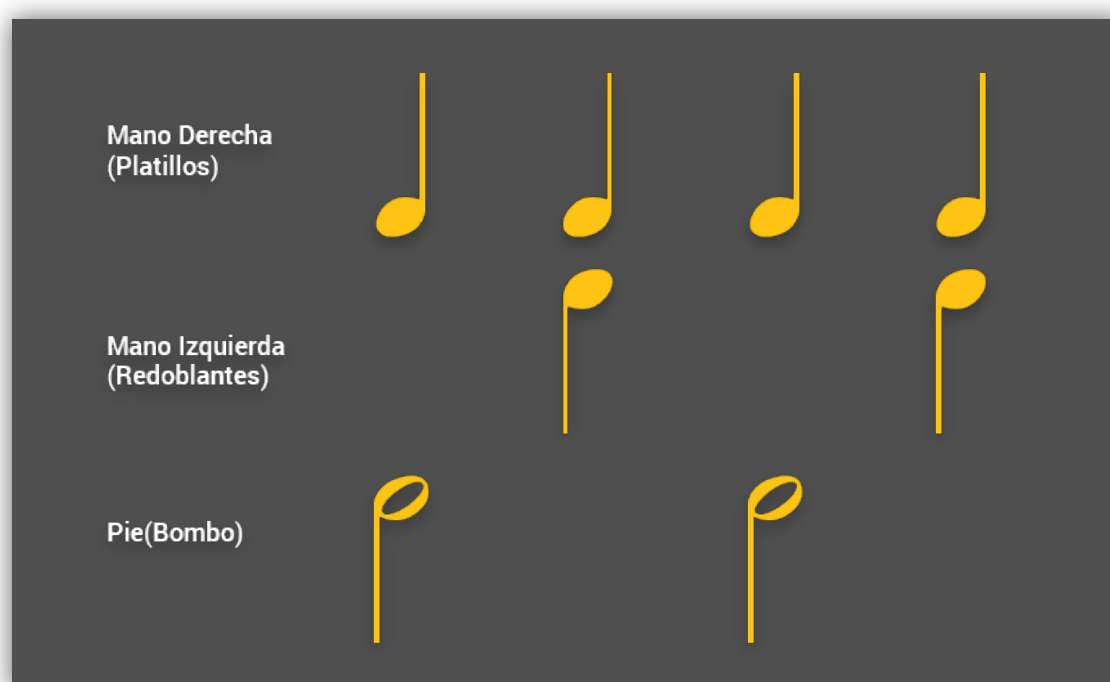 Mano Derecha
(Platillos)
Mano Izquierda
(Redoblantes)
Pie(Bombo)